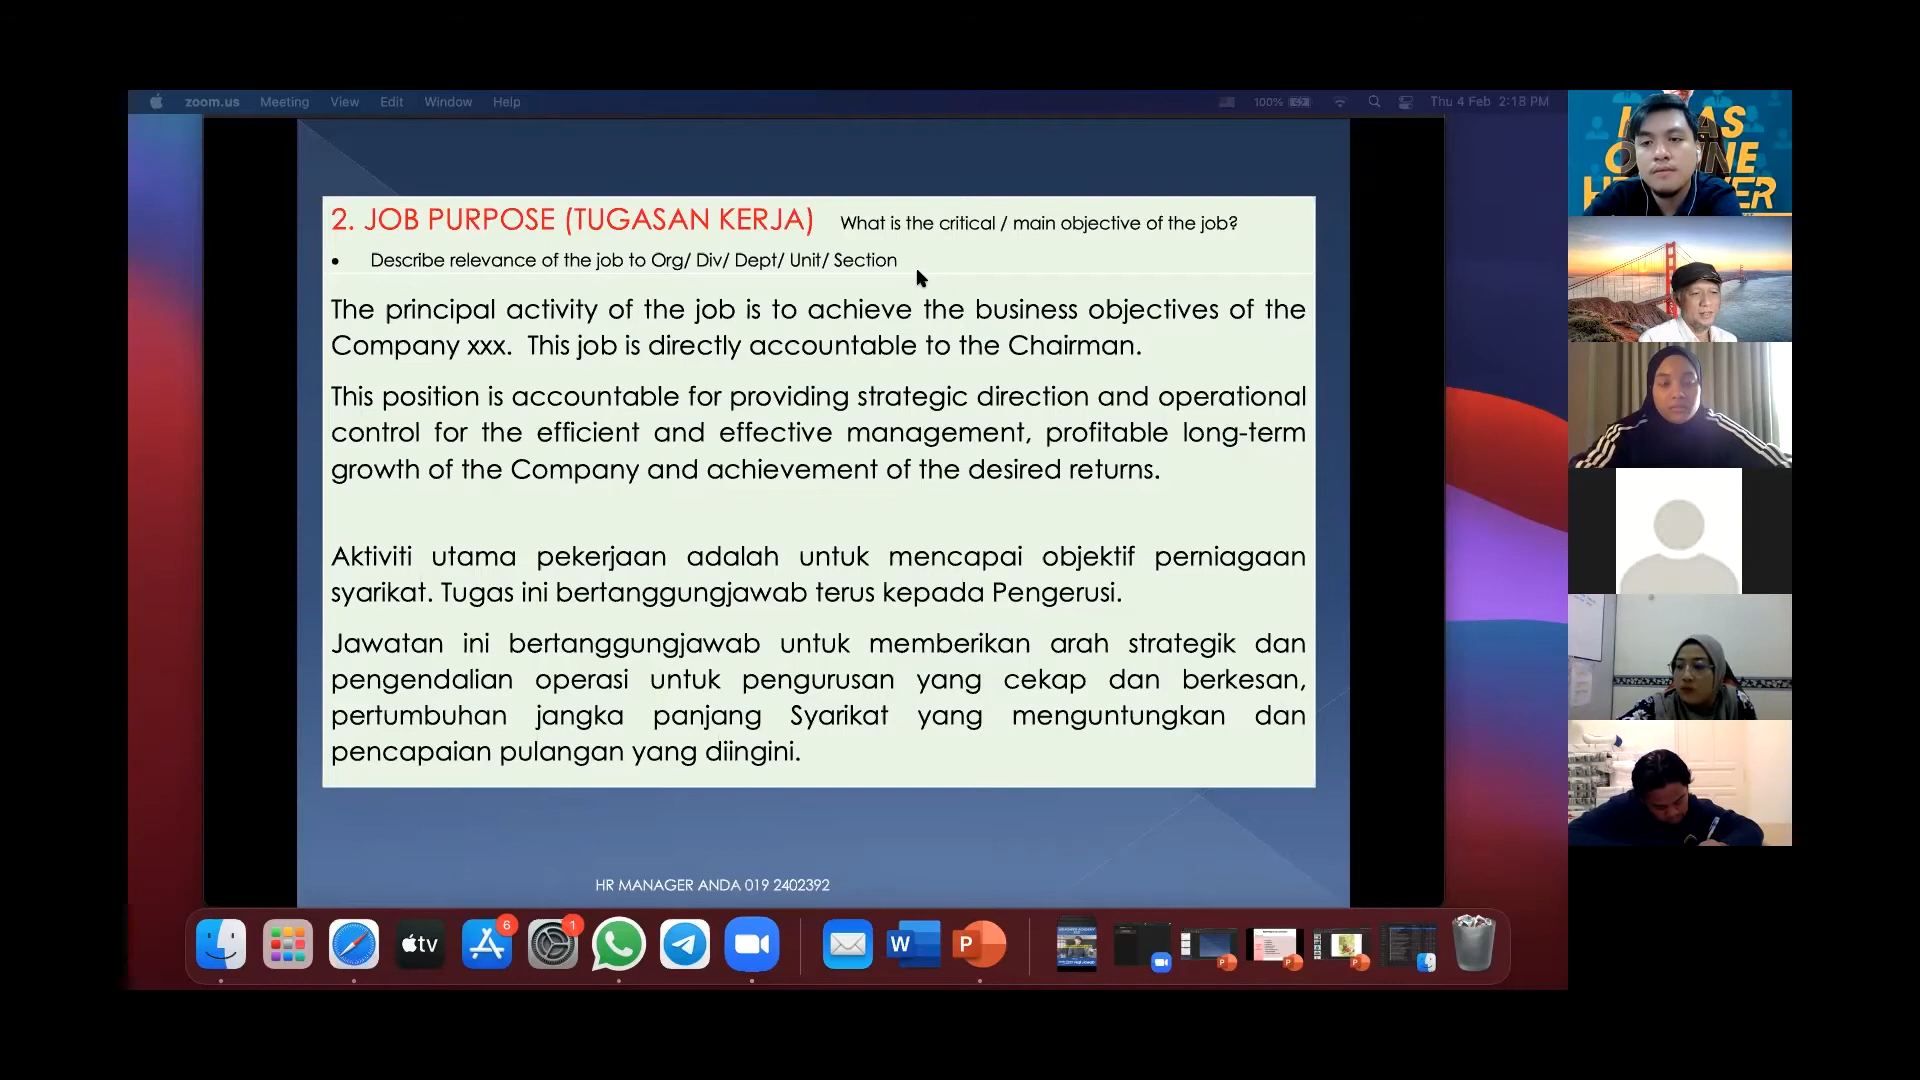 zoom.us Meeting View Edit Window Help 100% Thu 4 Feb 2:18 PM
2. JOB PURPOSE (TUGASAN KERJA) What is the critical / main objective of the job?
• Describe relevance of the job to Org/ Div/ Dept/ Unit/ Section
The principal activity of the job is to achieve the business objectives of the
Company xxx. This job is directly accountable to the Chairman.
This position is accountable for providing strategic direction and operational
control for the efficient and effective management, profitable long-term
growth of the Company and achievement of the desired returns.
Aktiviti utama pekerjaan adalah untuk mencapai objektif perniagaan
syarikat. Tugas ini bertanggungjawab terus kepada Pengerusi.
Jawatan ini bertanggungjawab untuk memberikan arah strategik dan
pengendalian operasi untuk pengurusan yang cekap dan berkesan,
pertumbuhan jangka panjang Syarikat yang menguntungkan dan
pencapaian pulangan yang diingini.
HR MANAGER ANDA 019 2402392
tv
6
1
W
P